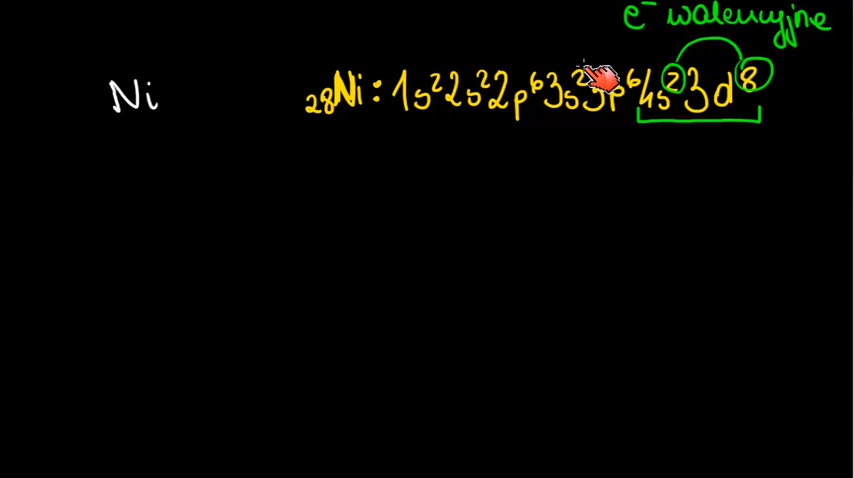 e⁻ walencyjne
Ni ₂₈Ni: 1s²2s²2p⁶3s²3p⁶4s²3d⁸